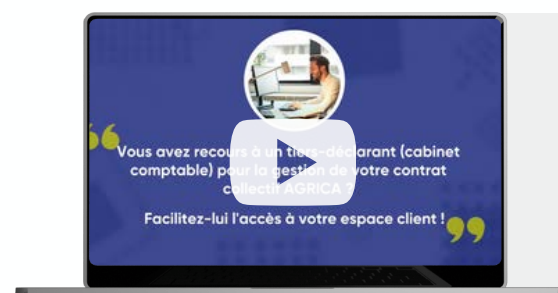 Vous avez recours à un tiers-déclarant (cabinet
comptable) pour la gestion de votre contrat
collectif AGRICA ?
Facilitez-lui l'accès à votre espace client !